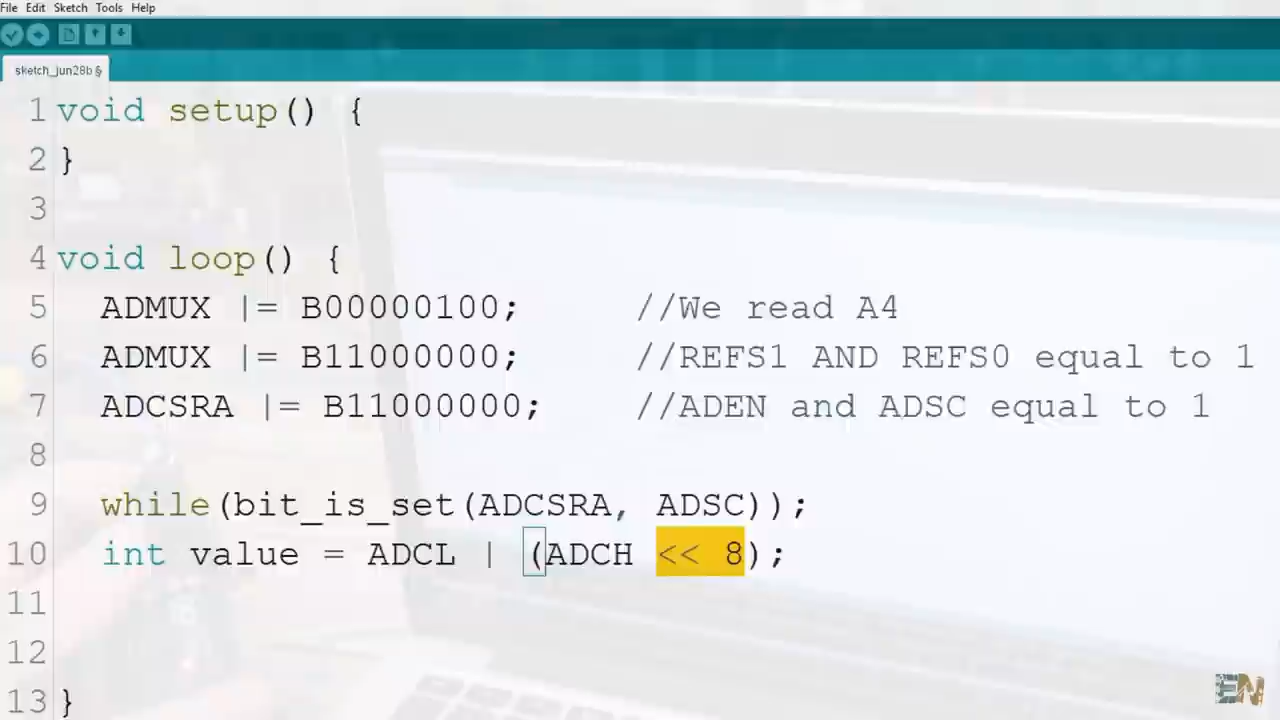 File Edit Sketch Tools Help
sketch_jun28b §
1 void setup() {
2 }
3
4 void loop() {
5 ADMUX |= B00000100; //We read A4
6 ADMUX |= B11000000; //REFS1 AND REFS0 equal to 1
7 ADCSRA |= B11000000; //ADEN and ADSC equal to 1
8
9 while(bit_is_set(ADCSRA, ADSC));
10 int value = ADCL | (ADCH << 8);
11
12
13 }
EN